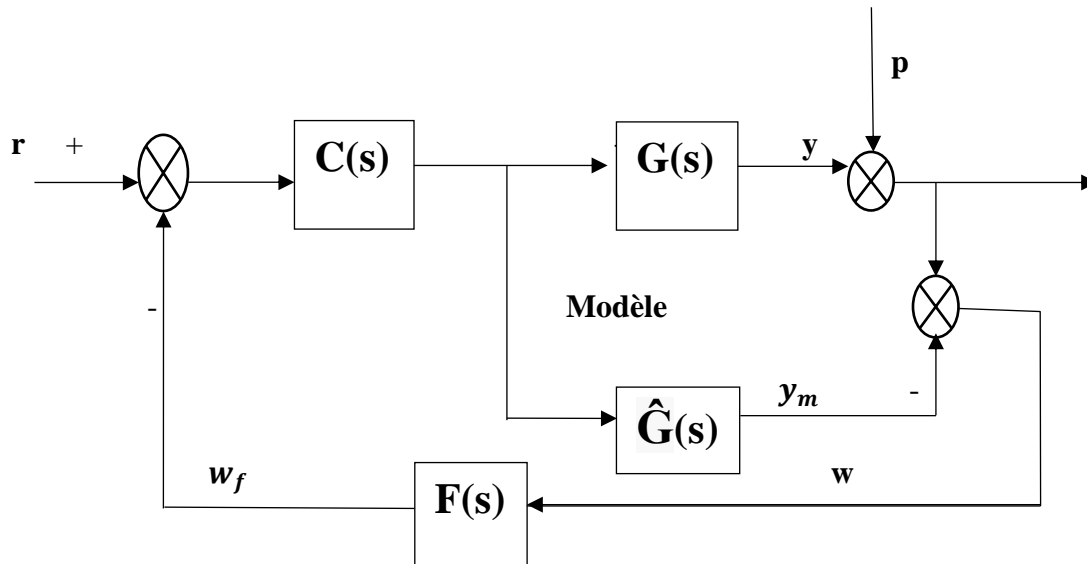 p
r +
C(s)
G(s)
y
-
Modèle
Ĝ(s)
y_m
-
w_f
F(s)
w